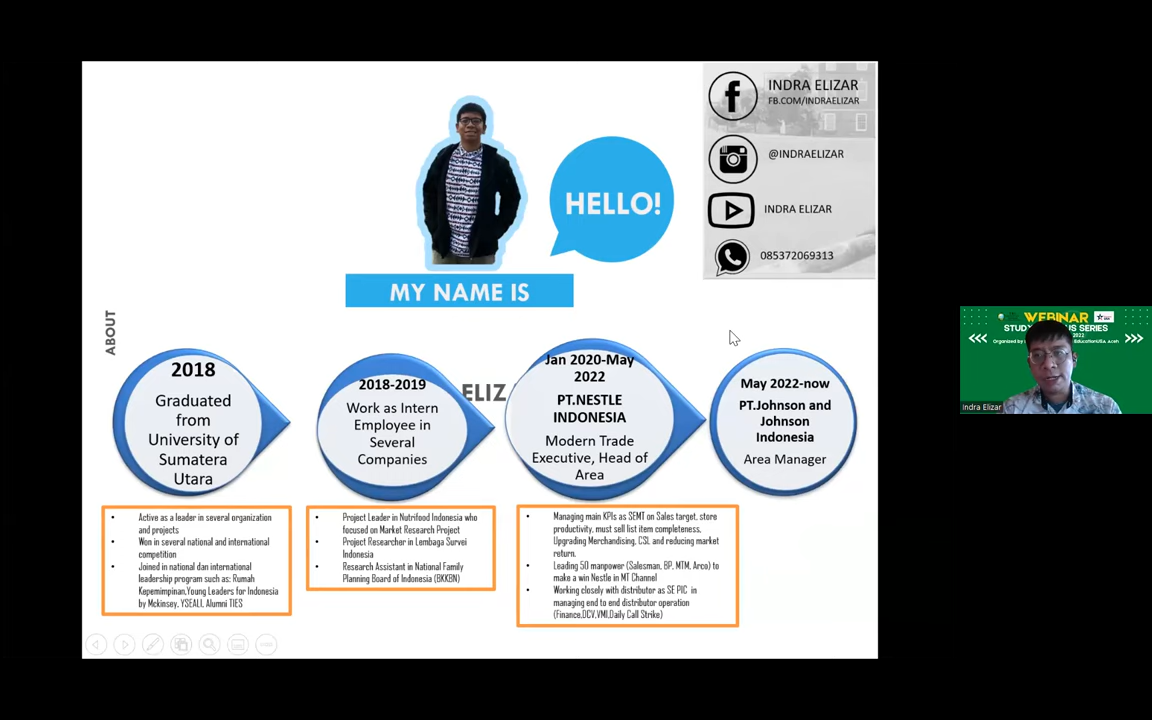 INDRA ELIZAR
FB.COM/INDRAELIZAR
@INDRAELIZAR
INDRA ELIZAR
085372069313
HELLO!
MY NAME IS
ABOUT
ELIZ
2018
Graduated
from
University of
Sumatera
Utara
2018-2019
Work as Intern
Employee in
Several
Companies
Jan 2020-May
2022
PT.NESTLE
INDONESIA
Modern Trade
Executive, Head of
Area
May 2022-now
PT.Johnson and
Johnson
Indonesia
Area Manager
• Active as a leader in several organization
and projects
• Won in several national and international
competition
• Joined in national dan international
leadership program such as: Rumah
Kepemimpinan,Young Leaders for Indonesia
by Mckinsey, YSEALI, Alumni TIES
• Project Leader in Nutrifood Indonesia who
focused on Market Research Project
• Project Researcher in Lembaga Survei
Indonesia
• Research Assistant in National Family
Planning Board of Indonesia (BKKBN)
• Managing main KPIs as SEMT on Sales target, store
productivity, must sell list item completeness,
Upgrading Merchandising, CSL and reducing market
return.
• Leading 50 manpower (Salesman, BP, MTM, Arco) to
make a win Nestle in MT Channel
• Working closely with distributor as SE PIC in
managing end to end distributor operation
(Finance,DCV,VMI,Daily Call Strike)
WEBINAR
STUDY SERIES
2022
Organized by EducationUSA Aceh
Indra Elizar